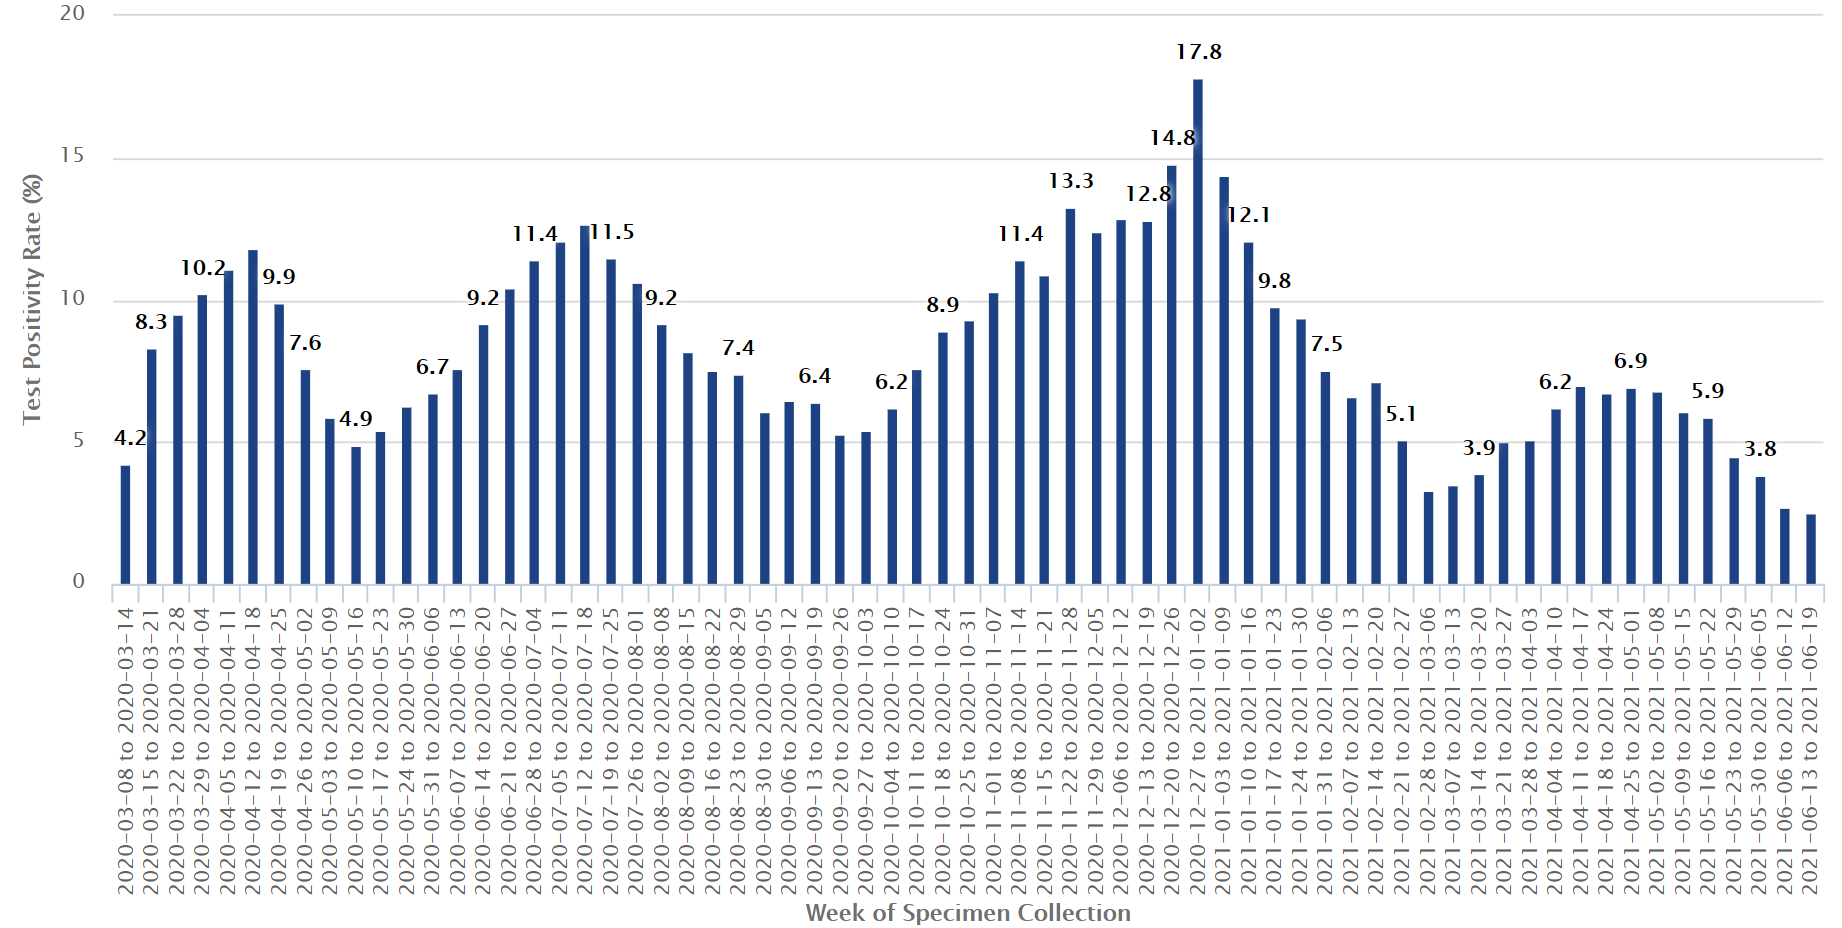 20
15
10
5
0
Test Positivity Rate (%)
4.2
8.3
10.2
9.9
7.6
4.9
6.7
9.2
11.4
11.5
9.2
7.4
6.4
6.2
8.9
11.4
13.3
12.8
14.8
17.8
12.1
9.8
7.5
5.1
3.9
6.2
6.9
5.9
3.8
2020-03-08 to 2020-03-14
2020-03-15 to 2020-03-21
2020-03-22 to 2020-03-28
2020-03-29 to 2020-04-04
2020-04-05 to 2020-04-11
2020-04-12 to 2020-04-18
2020-04-19 to 2020-04-25
2020-04-26 to 2020-05-02
2020-05-03 to 2020-05-09
2020-05-10 to 2020-05-16
2020-05-17 to 2020-05-23
2020-05-24 to 2020-05-30
2020-05-31 to 2020-06-06
2020-06-07 to 2020-06-13
2020-06-14 to 2020-06-20
2020-06-21 to 2020-06-27
2020-06-28 to 2020-07-04
2020-07-05 to 2020-07-11
2020-07-12 to 2020-07-18
2020-07-19 to 2020-07-25
2020-07-26 to 2020-08-01
2020-08-02 to 2020-08-08
2020-08-09 to 2020-08-15
2020-08-16 to 2020-08-22
2020-08-23 to 2020-08-29
2020-08-30 to 2020-09-05
2020-09-06 to 2020-09-12
2020-09-13 to 2020-09-19
2020-09-20 to 2020-09-26
2020-09-27 to 2020-10-03
2020-10-04 to 2020-10-10
2020-10-11 to 2020-10-17
2020-10-18 to 2020-10-24
2020-10-25 to 2020-10-31
2020-11-01 to 2020-11-07
2020-11-08 to 2020-11-14
2020-11-15 to 2020-11-21
2020-11-22 to 2020-11-28
2020-11-29 to 2020-12-05
2020-12-06 to 2020-12-12
2020-12-13 to 2020-12-19
2020-12-20 to 2020-12-26
2020-12-27 to 2021-01-02
2021-01-03 to 2021-01-09
2021-01-10 to 2021-01-16
2021-01-17 to 2021-01-23
2021-01-24 to 2021-01-30
2021-01-31 to 2021-02-06
2021-02-07 to 2021-02-13
2021-02-14 to 2021-02-20
2021-02-21 to 2021-02-27
2021-02-28 to 2021-03-06
2021-03-07 to 2021-03-13
2021-03-14 to 2021-03-20
2021-03-21 to 2021-03-27
2021-03-28 to 2021-04-03
2021-04-04 to 2021-04-10
2021-04-11 to 2021-04-17
2021-04-18 to 2021-04-24
2021-04-25 to 2021-05-01
2021-05-02 to 2021-05-08
2021-05-09 to 2021-05-15
2021-05-16 to 2021-05-22
2021-05-23 to 2021-05-29
2021-05-30 to 2021-06-05
2021-06-06 to 2021-06-12
2021-06-13 to 2021-06-19
Week of Specimen Collection